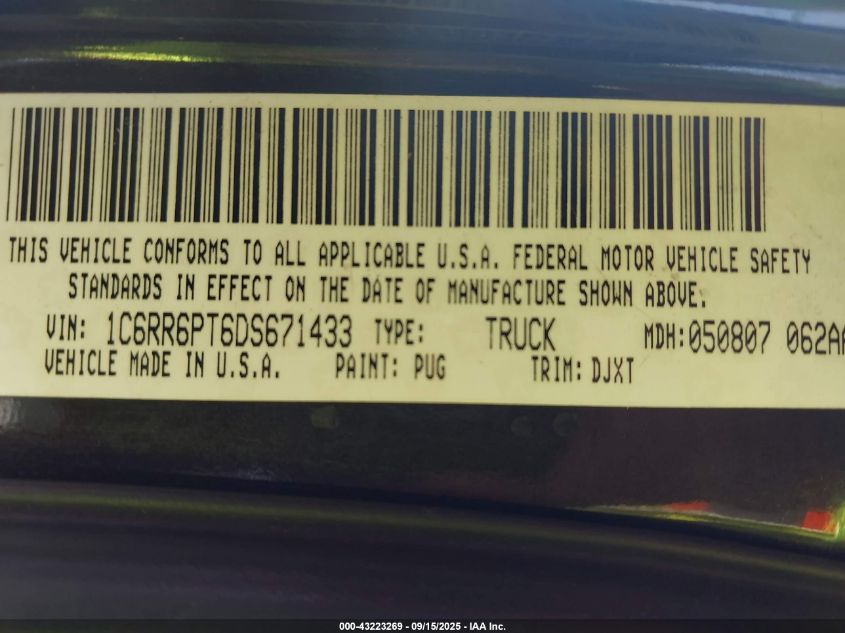 THIS VEHICLE CONFORMS TO ALL APPLICABLE U.S.A. FEDERAL MOTOR VEHICLE SAFETY
STANDARDS IN EFFECT ON THE DATE OF MANUFACTURE SHOWN ABOVE.
VIN: 1C6RR6PT6DS671433 TYPE: TRUCK MDH:050807 062AA
VEHICLE MADE IN U.S.A. PAINT: PUG TRIM: DJXT
000-43223269 - 09/15/2025 - IAA Inc.